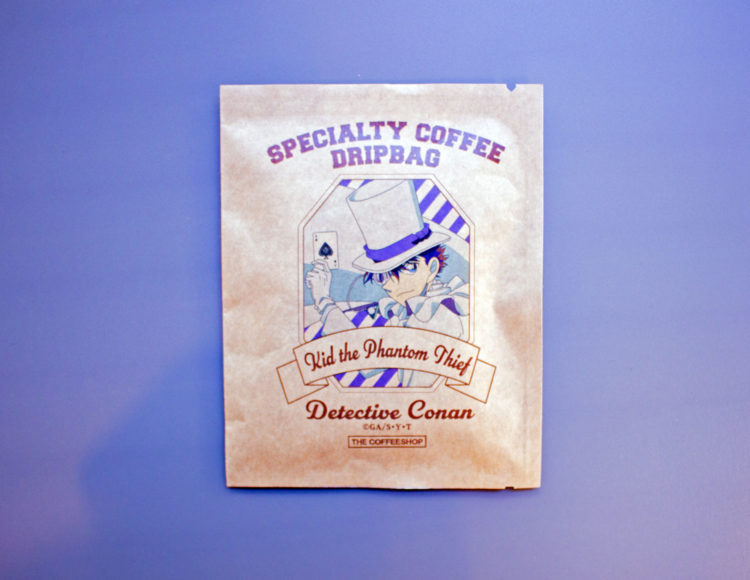 SPECIALTY COFFEE
DRIPBAG
Kid the Phantom Thief
Detective Conan
©GA/S・Y・T
THE COFFEESHOP